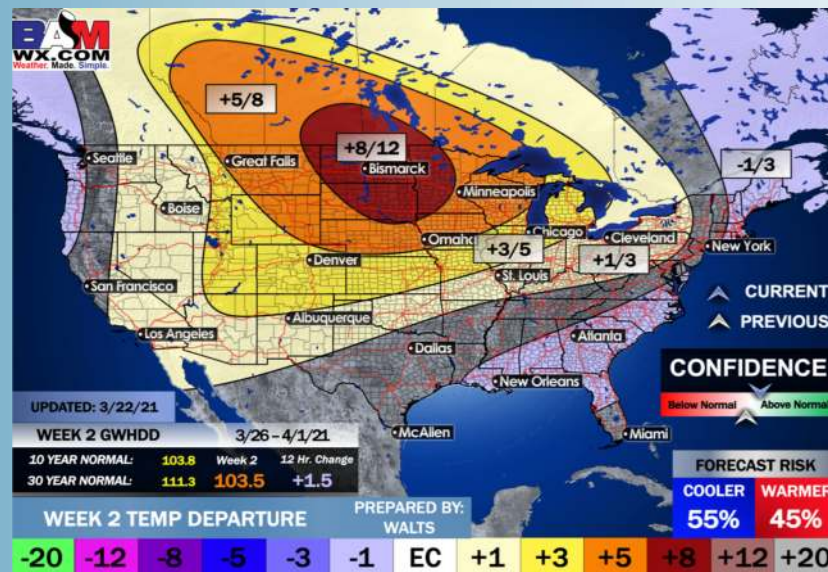 BAM
WX.COM
Weather. Made. Simple.
+5/8
+8/12
-1/3
Seattle
Great Falls
Bismarck
Minneapolis
Boise
Omaha
Chicago
Cleveland
New York
+3/5
+1/3
Denver
St. Louis
San Francisco
Albuquerque
Los Angeles
Dallas
Atlanta
New Orleans
McAllen
Miami
CURRENT
PREVIOUS
CONFIDENCE
Below Normal Above Normal
UPDATED: 3/22/21
WEEK 2 GWHDD 3/26 – 4/1/21
10 YEAR NORMAL: 103.8 Week 2 12 Hr. Change
30 YEAR NORMAL: 111.3 103.5 +1.5
FORECAST RISK
COOLER WARMER
55% 45%
WEEK 2 TEMP DEPARTURE
PREPARED BY:
WALTS
-20 -12 -8 -5 -3 -1 EC +1 +3 +5 +8 +12 +20